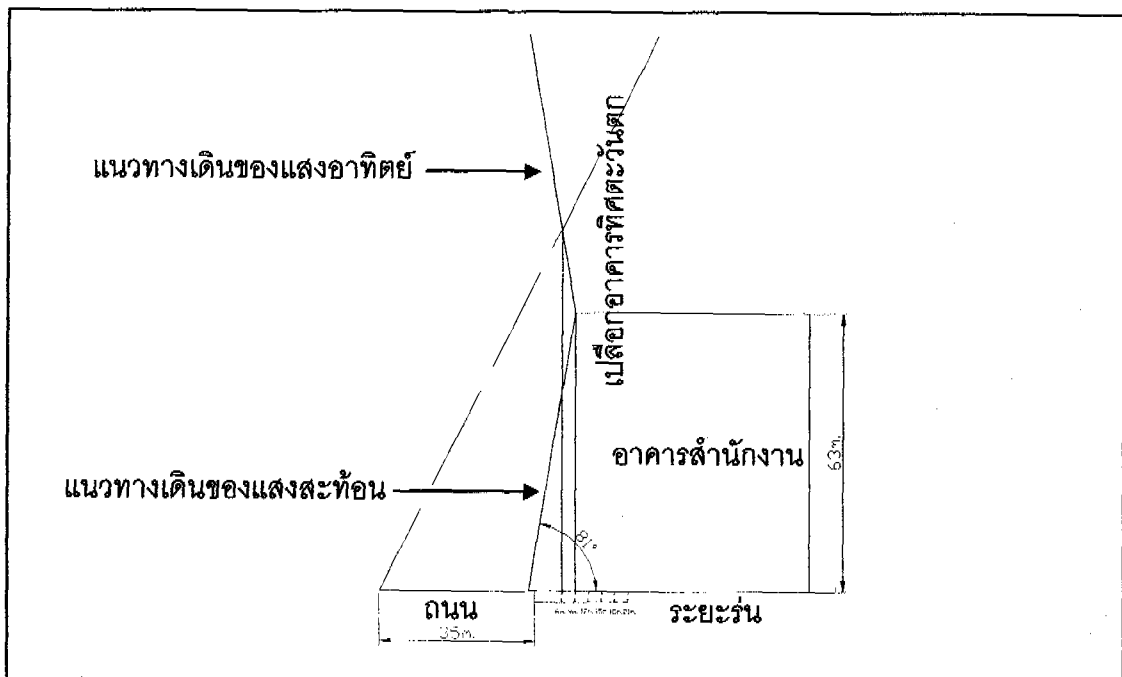 แนวทางเดินของแสงอาทิตย์
เปลือกอาคารทิศตะวันตก
อาคารสำนักงาน
63m.
แนวทางเดินของแสงสะท้อน
81°
ถนน
ระยะร่น
35m.